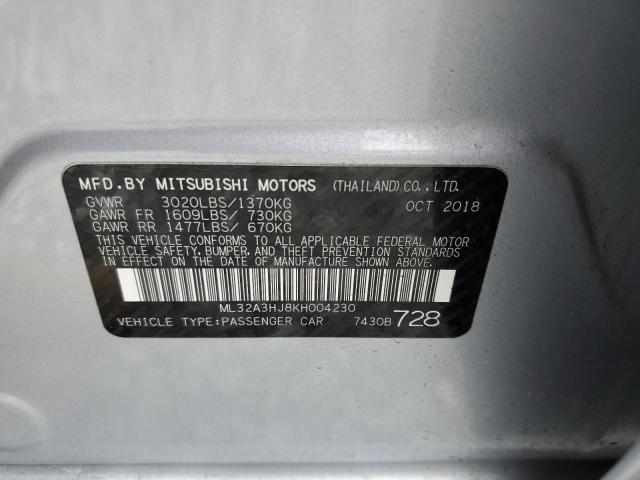 MFD.BY MITSUBISHI MOTORS (THAILAND)CO.,LTD.
GVWR 3020LBS/1370KG OCT 2018
GAWR FR 1609LBS/ 730KG
GAWR RR 1477LBS/ 670KG
THIS VEHICLE CONFORMS TO ALL APPLICABLE FEDERAL MOTOR
VEHICLE SAFETY, BUMPER, AND THEFT PREVENTION STANDARDS
IN EFFECT ON THE DATE OF MANUFACTURE SHOWN ABOVE.
ML32A3HJ8KH004230
VEHICLE TYPE:PASSENGER CAR 7430B 728